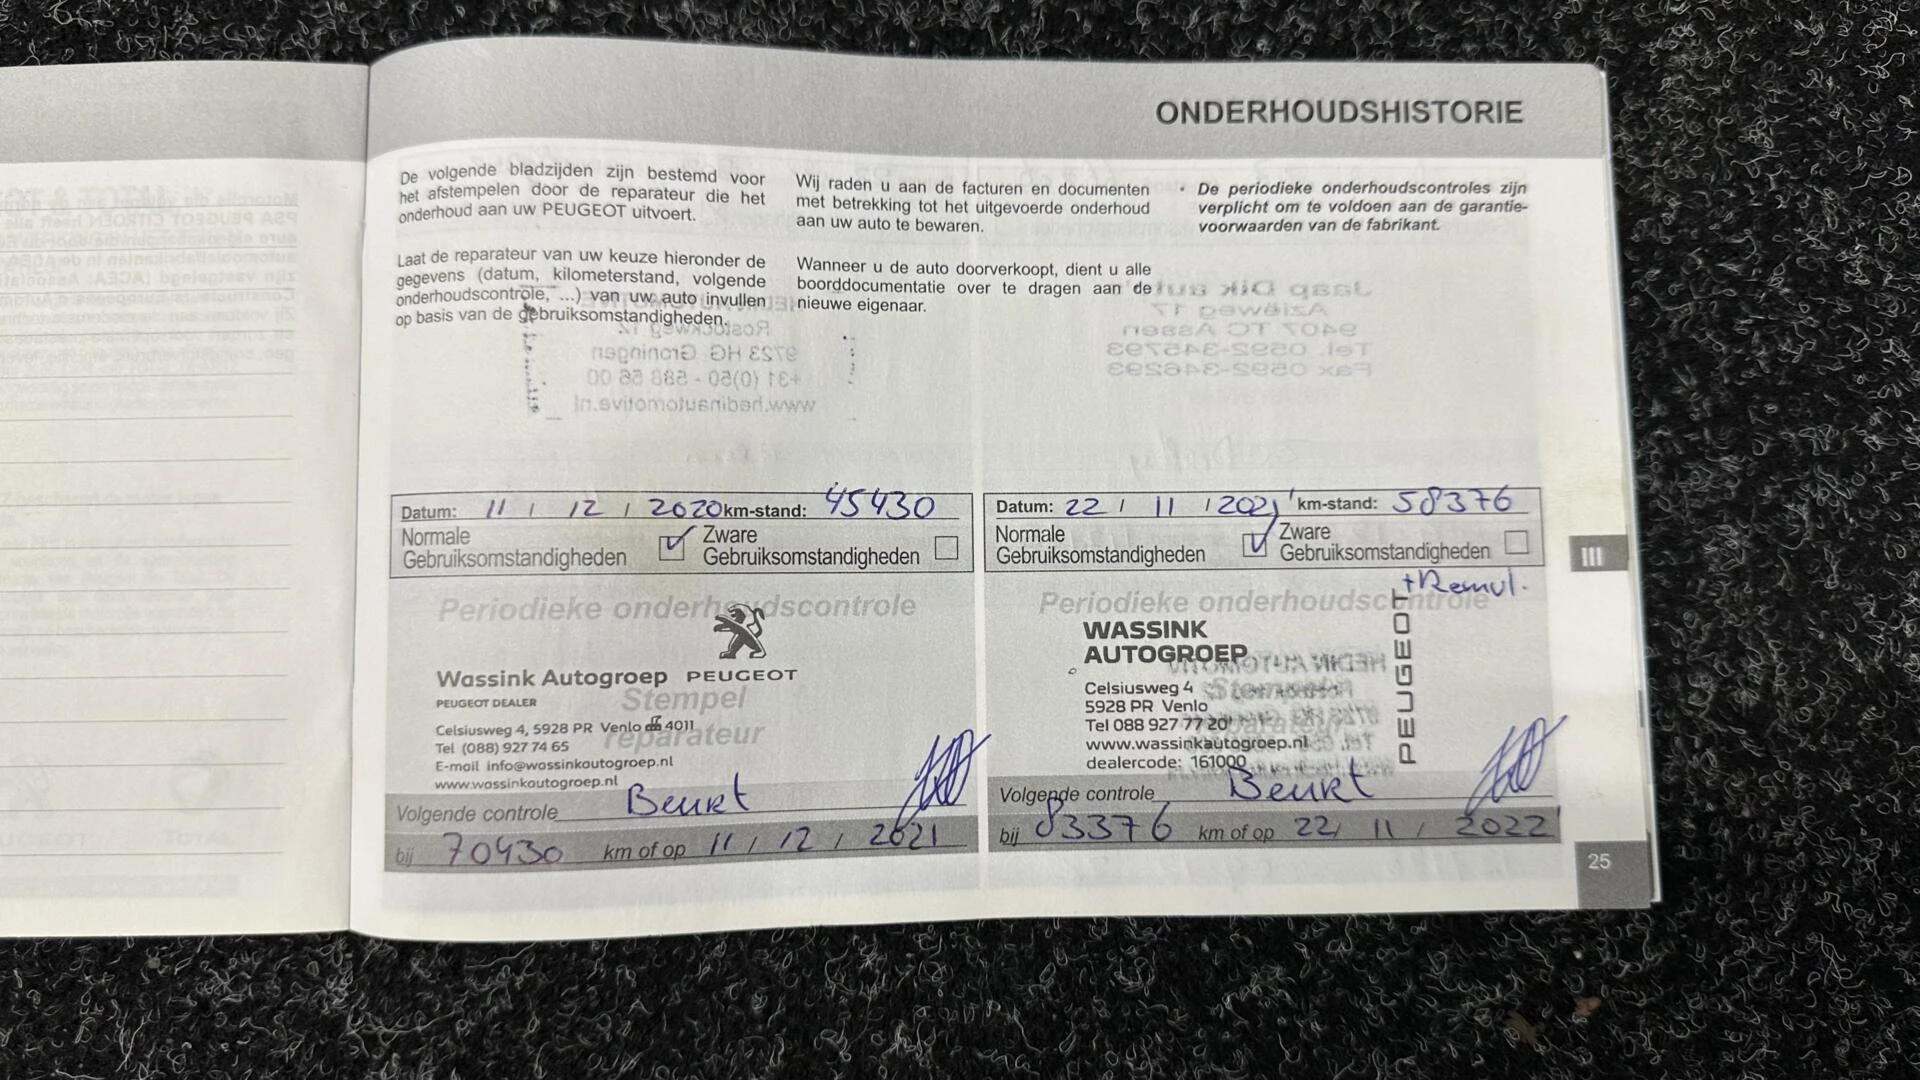 ONDERHOUDSHISTORIE
De volgende bladzijden zijn bestemd voor
het afstempelen door de reparateur die het
onderhoud aan uw PEUGEOT uitvoert.
Laat de reparateur van uw keuze hieronder de
gegevens (datum, kilometerstand, volgende
onderhoudscontrole, ...) van uw auto invullen
op basis van de gebruiksomstandigheden.
Wij raden u aan de facturen en documenten
met betrekking tot het uitgevoerde onderhoud
aan uw auto te bewaren.
Wanneer u de auto doorverkoopt, dient u alle
boorddocumentatie over te dragen aan de
nieuwe eigenaar.
• De periodieke onderhoudscontroles zijn
verplicht om te voldoen aan de garantie-
voorwaarden van de fabrikant.
Datum: 11 / 12 / 2020 km-stand: 45430
Normale
Gebruiksomstandigheden
Zware
Gebruiksomstandigheden
Periodieke onderhoudscontrole
Wassink Autogroep PEUGEOT
PEUGEOT DEALER
Stempel
Celsiusweg 4, 5928 PR Venlo 4011
reparateur
Tel (088) 927 74 65
E-mail info@wassinkautogroep.nl
www.wassinkautogroep.nl
Volgende controle Beurt
bij 70430 km of op 11 / 12 / 2021
Datum: 22 / 11 / 2021 km-stand: 58376
Normale
Gebruiksomstandigheden
Zware
Gebruiksomstandigheden
+Remvl.
Periodieke onderhoudscontrole
WASSINK
AUTOGROEP
PEUGEOT
Celsiusweg 4
Stempel
5928 PR Venlo
Tel 088 927 77 20
reparateur
www.wassinkautogroep.nl
dealercode: 161000
Volgende controle Beurt
bij 83376 km of op 22 / 11 / 2022
III
25